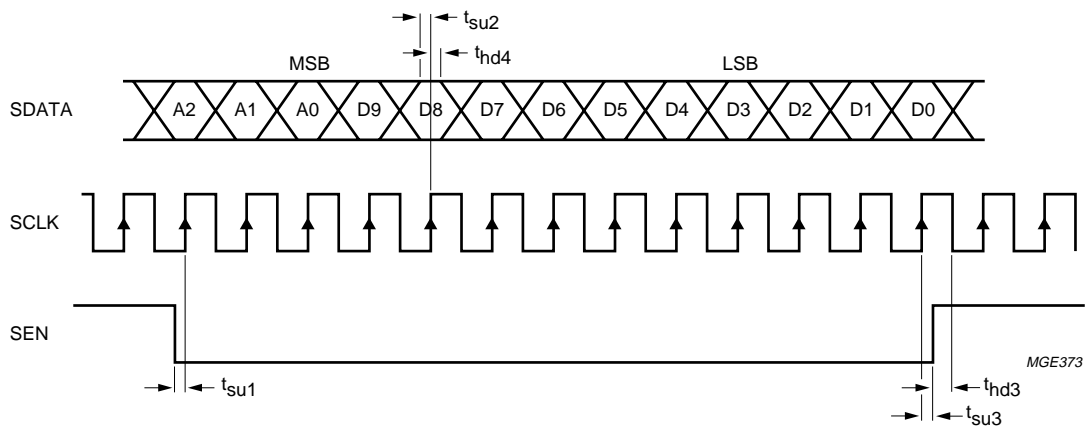 tsu2
thd4
MSB LSB
SDATA A2 A1 A0 D9 D8 D7 D6 D5 D4 D3 D2 D1 D0
SCLK
SEN
MGE373
tsu1 thd3
tsu3